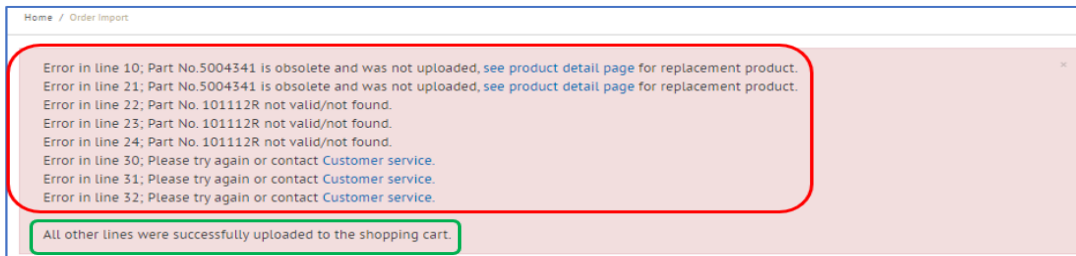 Home / Order Import
×
Error in line 10; Part No.5004341 is obsolete and was not uploaded, see product detail page for replacement product.
Error in line 21; Part No.5004341 is obsolete and was not uploaded, see product detail page for replacement product.
Error in line 22; Part No. 101112R not valid/not found.
Error in line 23; Part No. 101112R not valid/not found.
Error in line 24; Part No. 101112R not valid/not found.
Error in line 30; Please try again or contact Customer service.
Error in line 31; Please try again or contact Customer service.
Error in line 32; Please try again or contact Customer service.
All other lines were successfully uploaded to the shopping cart.